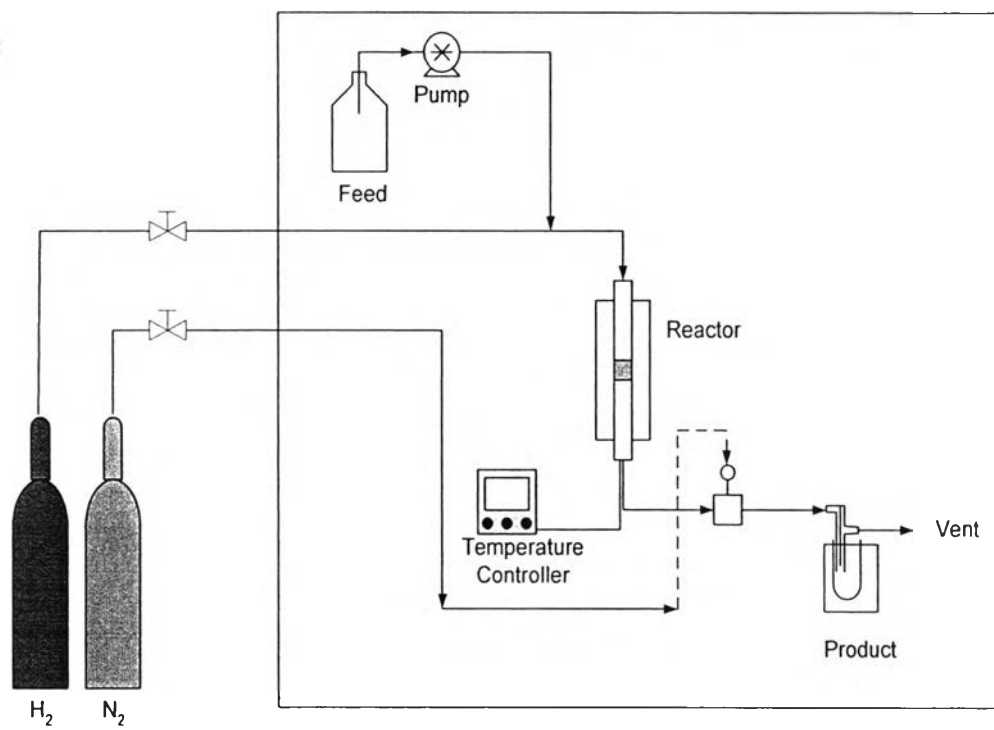 Pump
Feed
Reactor
Temperature
Controller
Vent
Product
H₂
N₂